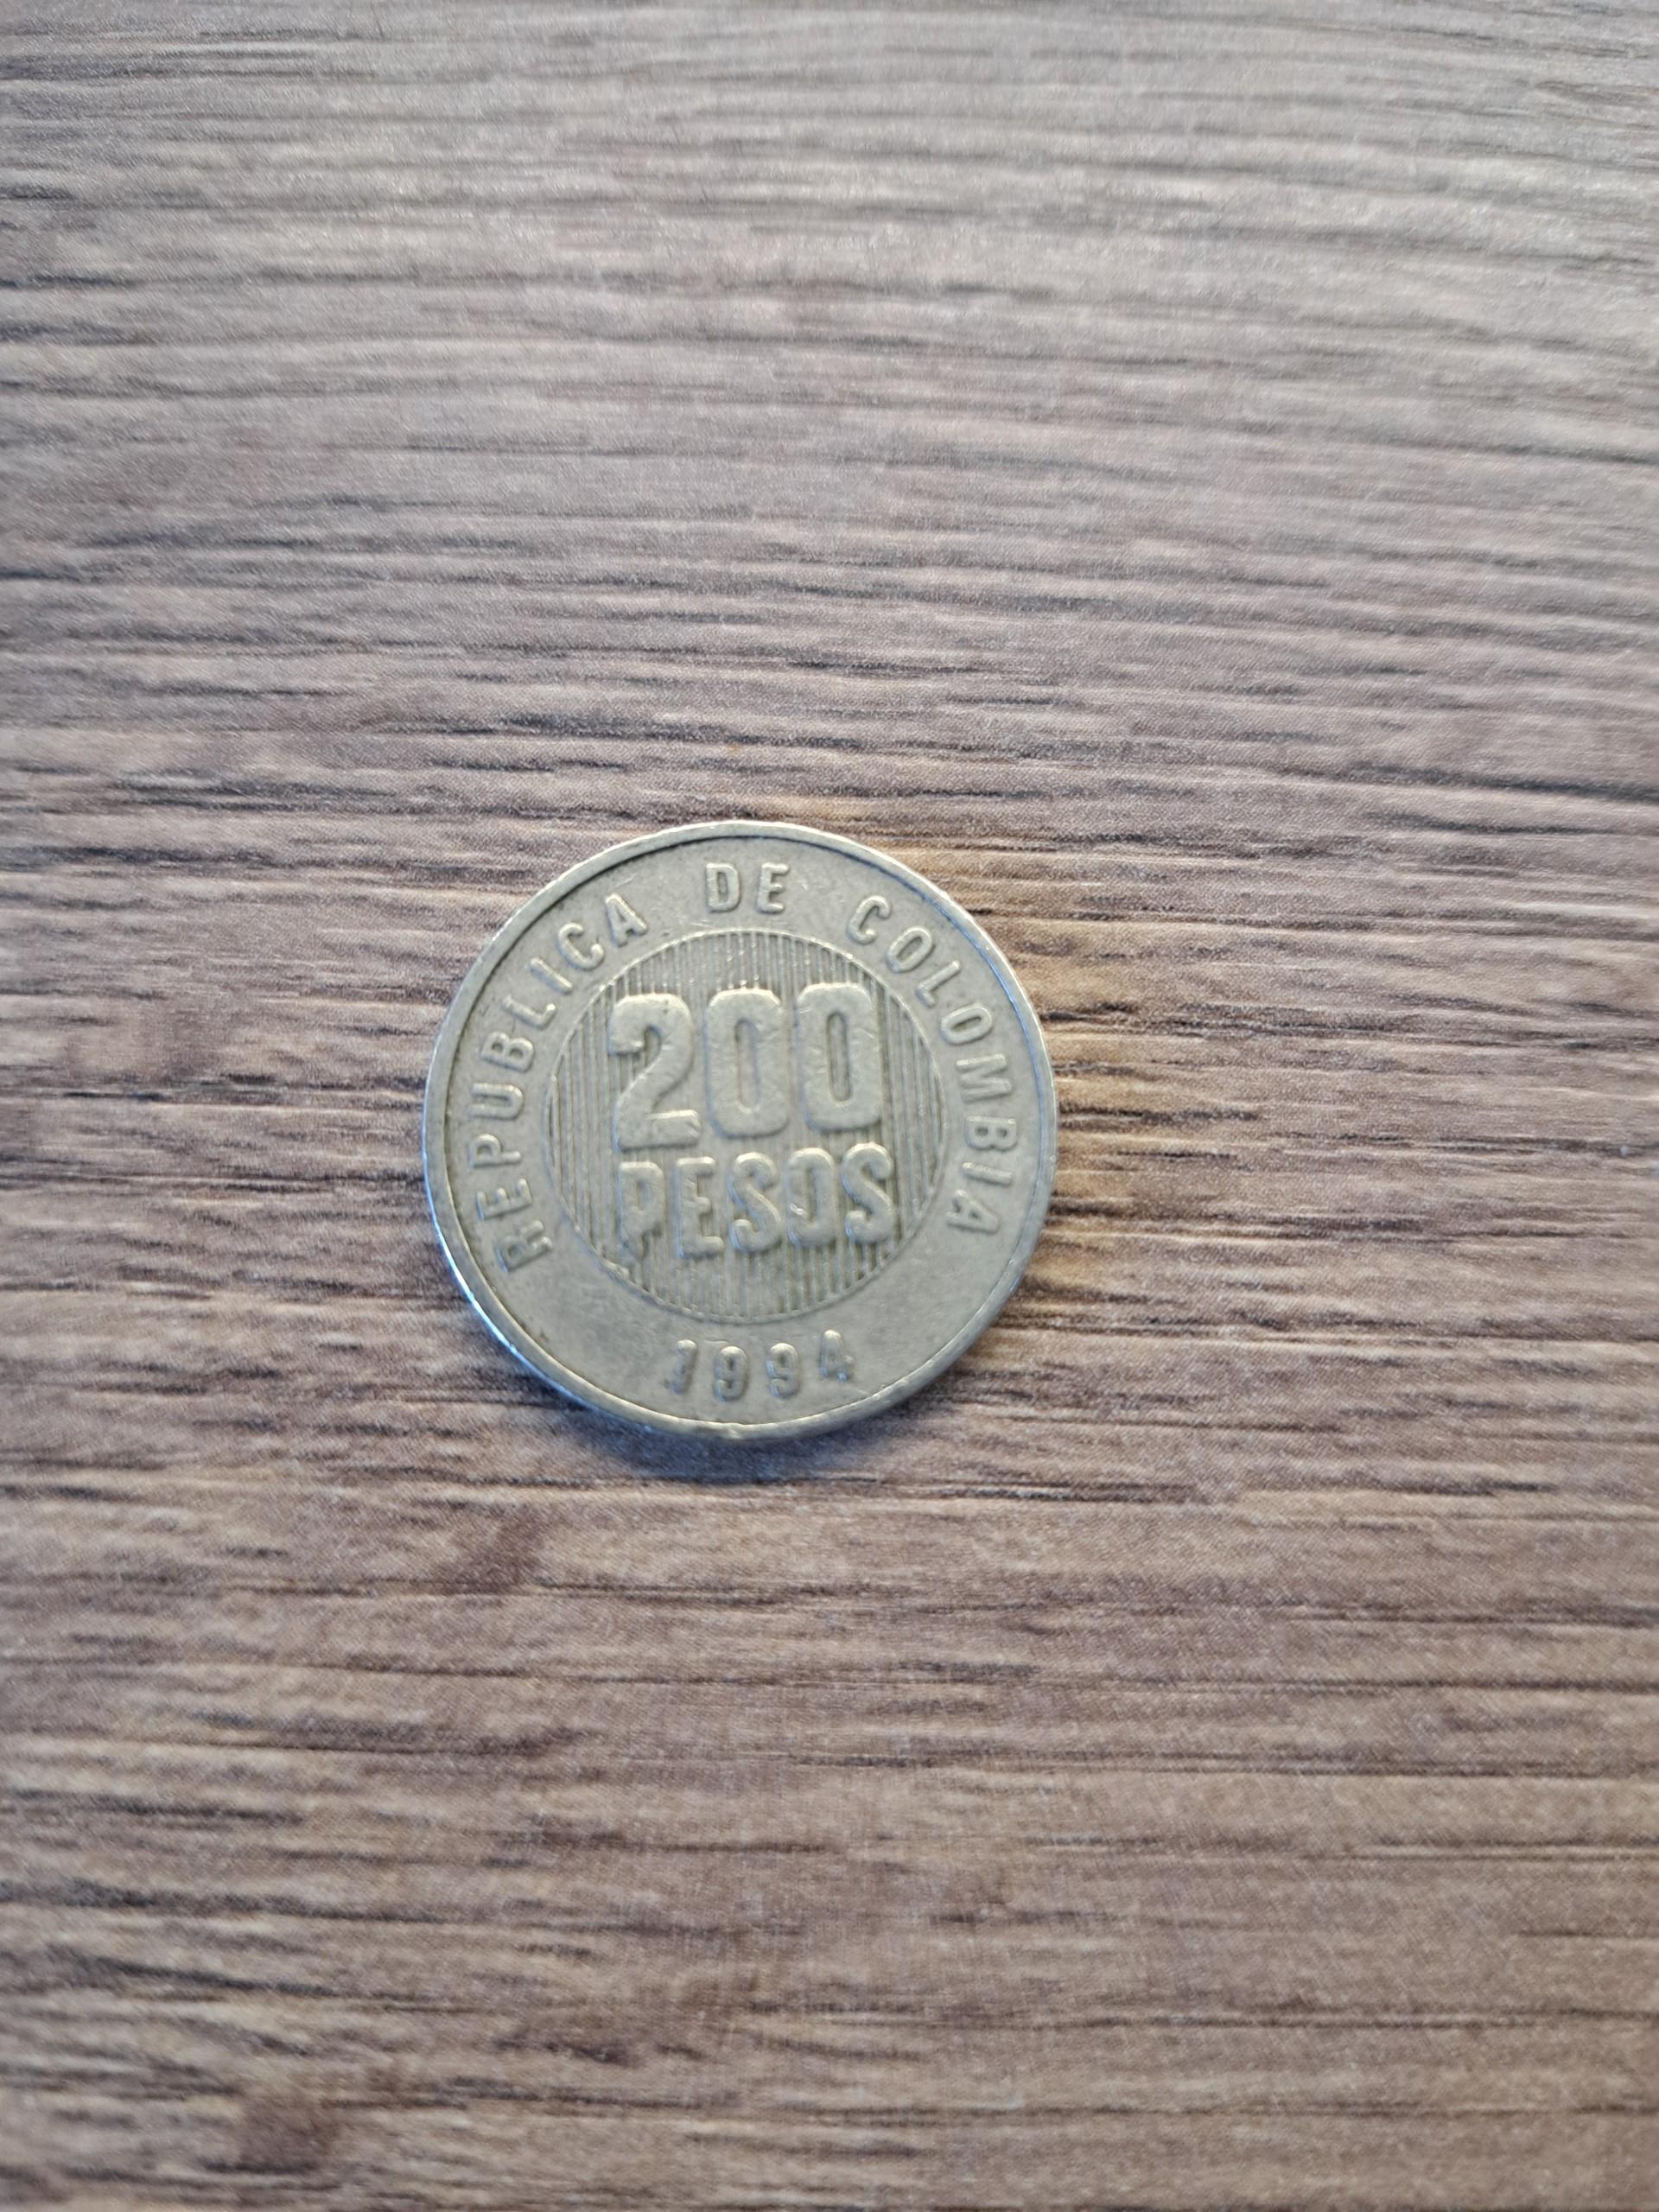 REPUBLICA DE COLOMBIA
200
PESOS
1994